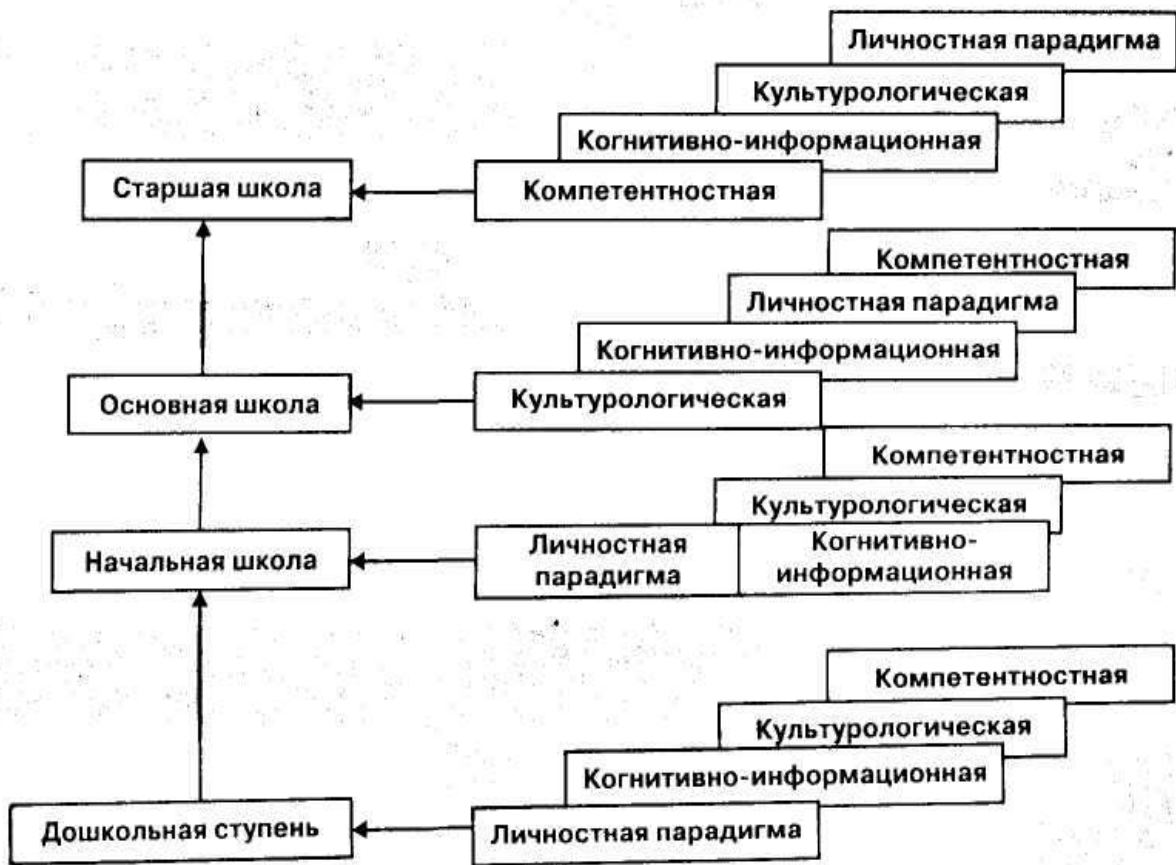 Личностная парадигма
Культурологическая
Когнитивно-информационная
Старшая школа
Компетентностная
Компетентностная
Личностная парадигма
Когнитивно-информационная
Основная школа
Культурологическая
Компетентностная
Культурологическая
Начальная школа
Личностная
парадигма
Когнитивно-
информационная
Компетентностная
Культурологическая
Когнитивно-информационная
Дошкольная ступень
Личностная парадигма